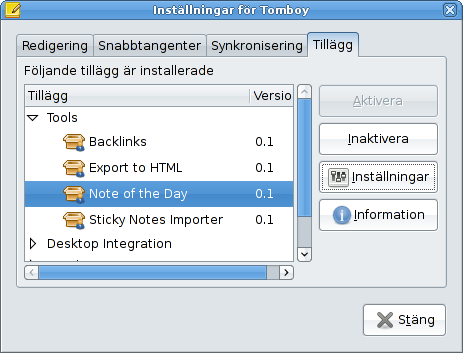 Inställningar för Tomboy
Redigering Snabbtangenter Synkronisering Tillägg
Följande tillägg är installerade
Tillägg Versio
Tools
Backlinks 0.1
Export to HTML 0.1
Note of the Day 0.1
Sticky Notes Importer 0.1
Desktop Integration
Aktivera
Inaktivera
Inställningar
Information
Stäng